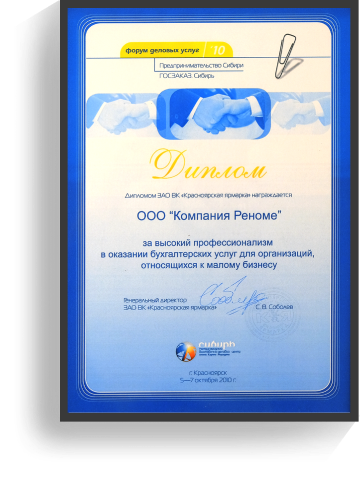 форум деловых услуг '10
Предпринимательство Сибири
ГОСЗАКАЗ. Сибирь
Диплом
Дипломом ЗАО ВК «Красноярская ярмарка» награждается
ООО “Компания Реноме”
за высокий профессионализм
в оказании бухгалтерских услуг для организаций,
относящихся к малому бизнесу
Генеральный директор
ЗАО ВК «Красноярская ярмарка»
С.В. Соболев
сибирь
г. Красноярск
5—7 октября 2010 г.